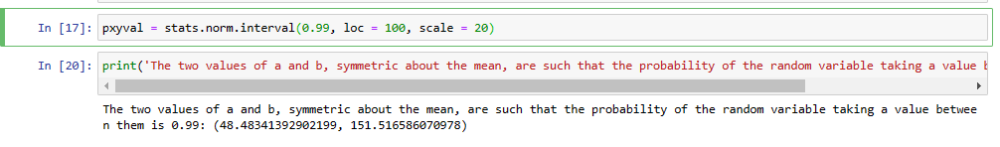 In [17]: pxyval = stats.norm.interval(0.99, loc = 100, scale = 20)
In [20]: print('The two values of a and b, symmetric about the mean, are such that the probability of the random variable taking a value b
The two values of a and b, symmetric about the mean, are such that the probability of the random variable taking a value betwee
n them is 0.99: (48.48341392902199, 151.516586070978)